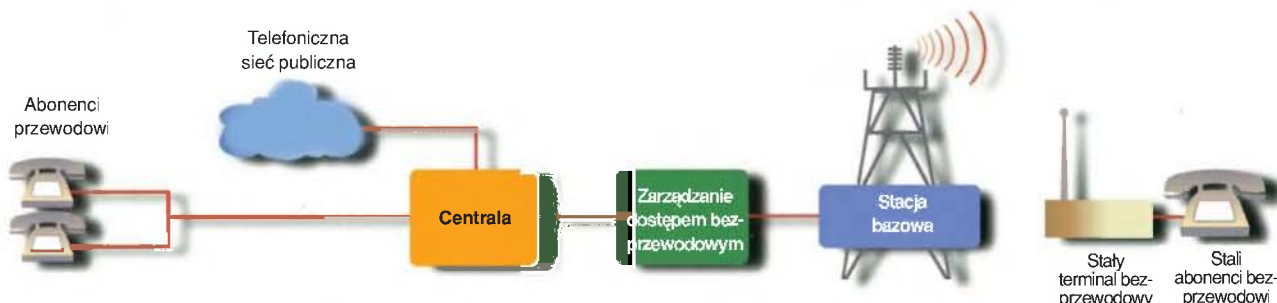 Telefoniczna
sieć publiczna
Abonenci
przewodowi
Centrala
Zarządzanie
dostępem bez-
przewodowym
Stacja
bazowa
Stały
terminal bez-
przewodowy
Stali
abonenci bez-
przewodowi